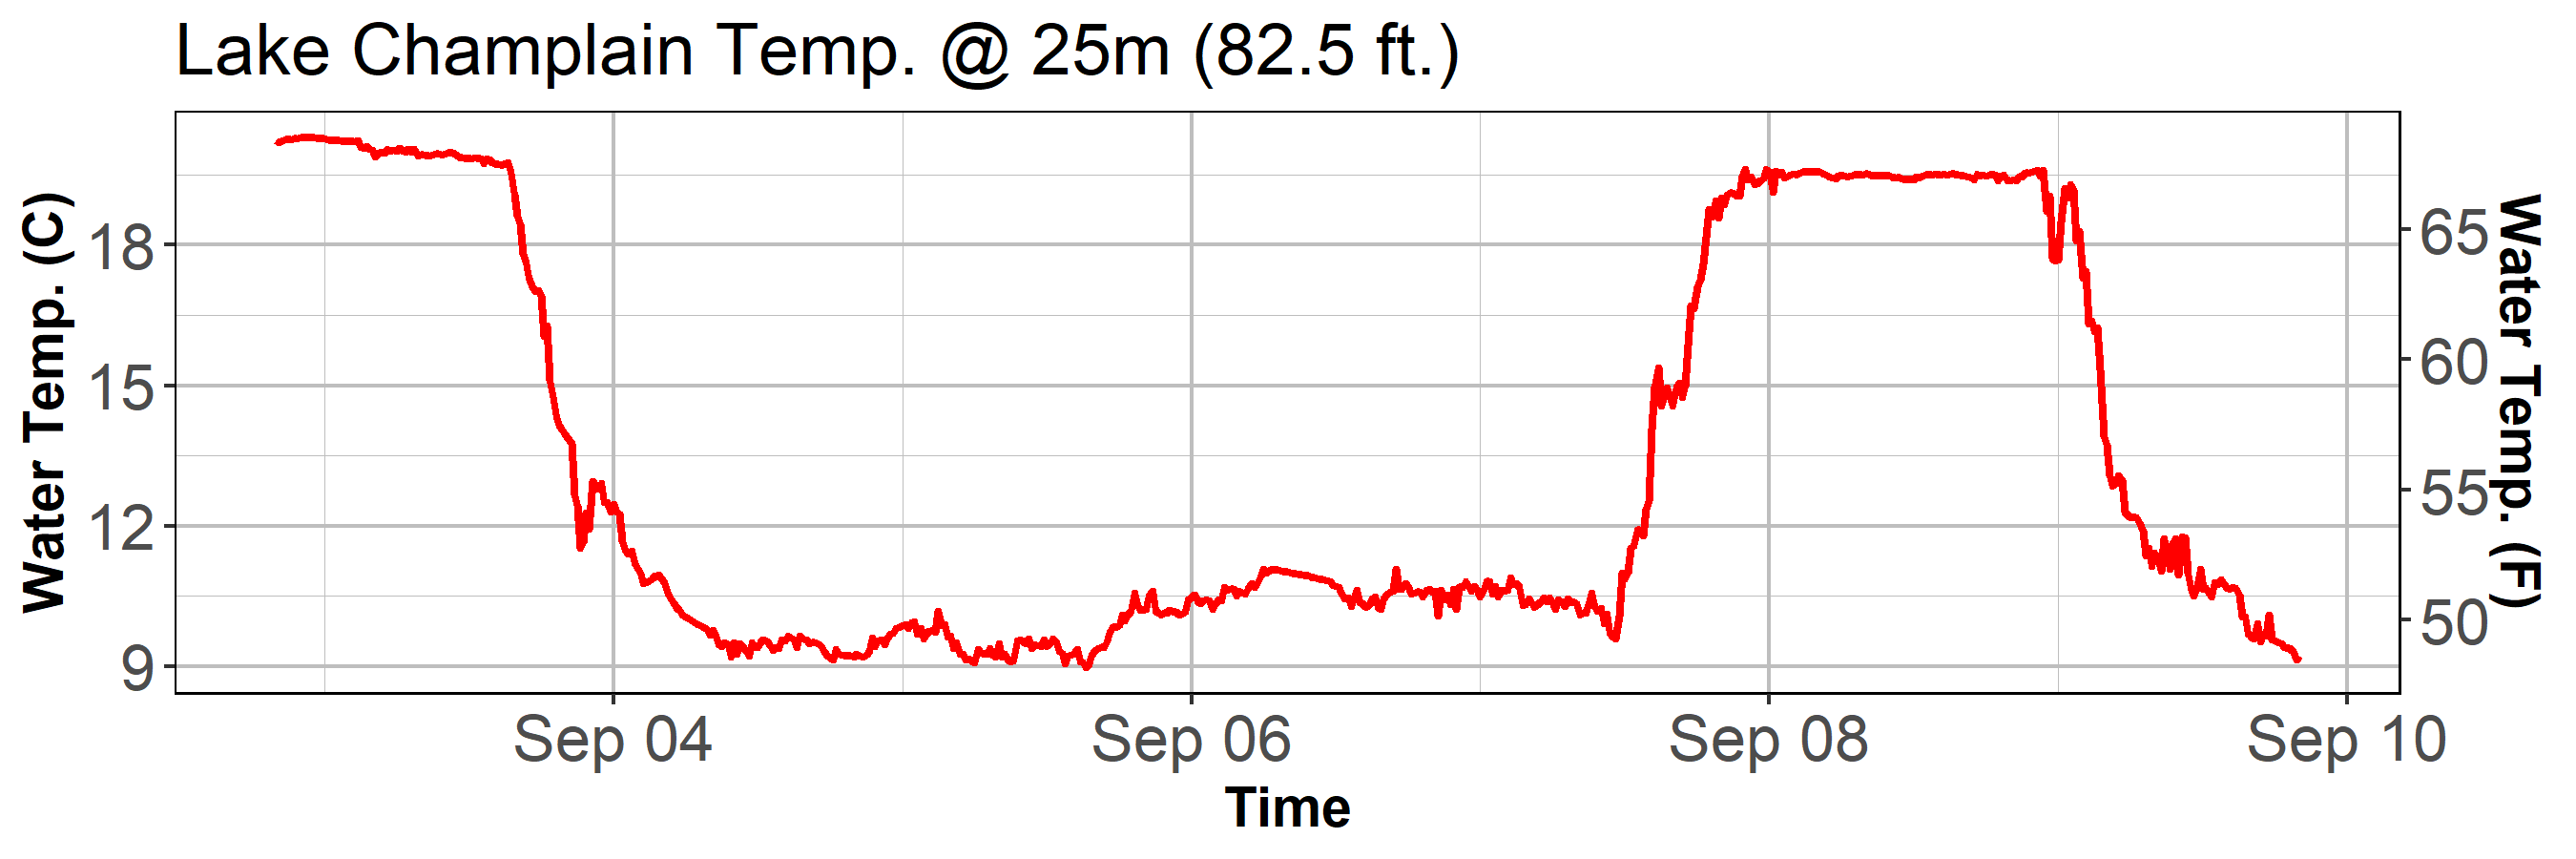 Lake Champlain Temp. @ 25m (82.5 ft.)
Water Temp. (C)
18
15
12
9
65
60
55
50
Water Temp. (F)
Sep 04
Sep 06
Sep 08
Sep 10
Time